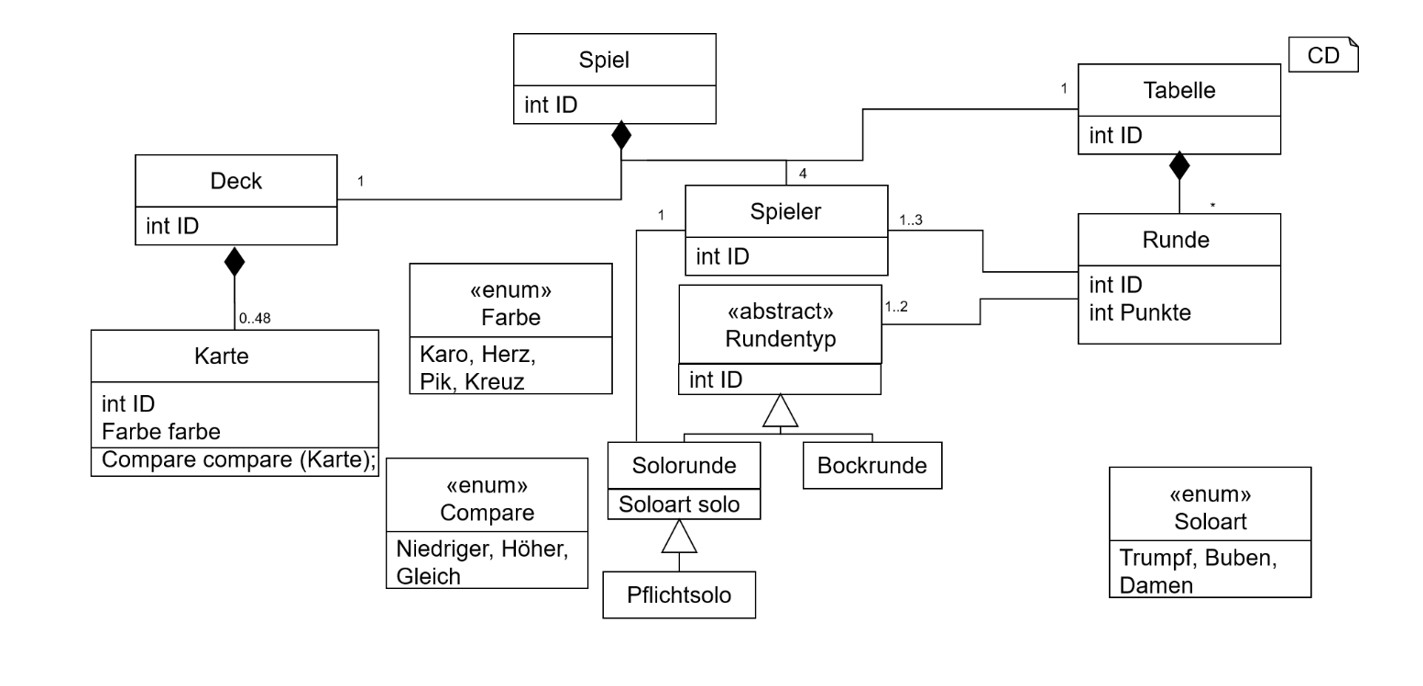 Spiel
int ID
CD
1
Tabelle
int ID
Deck
int ID
1
4
Spieler
int ID
1
1..3
*
Runde
int ID
int Punkte
«enum»
Farbe
Karo, Herz,
Pik, Kreuz
«abstract»
Rundentyp
int ID
1..2
0..48
Karte
int ID
Farbe farbe
Compare compare (Karte);
«enum»
Compare
Niedriger, Höher,
Gleich
Solorunde
Soloart solo
Bockrunde
Pflichtsolo
«enum»
Soloart
Trumpf, Buben,
Damen